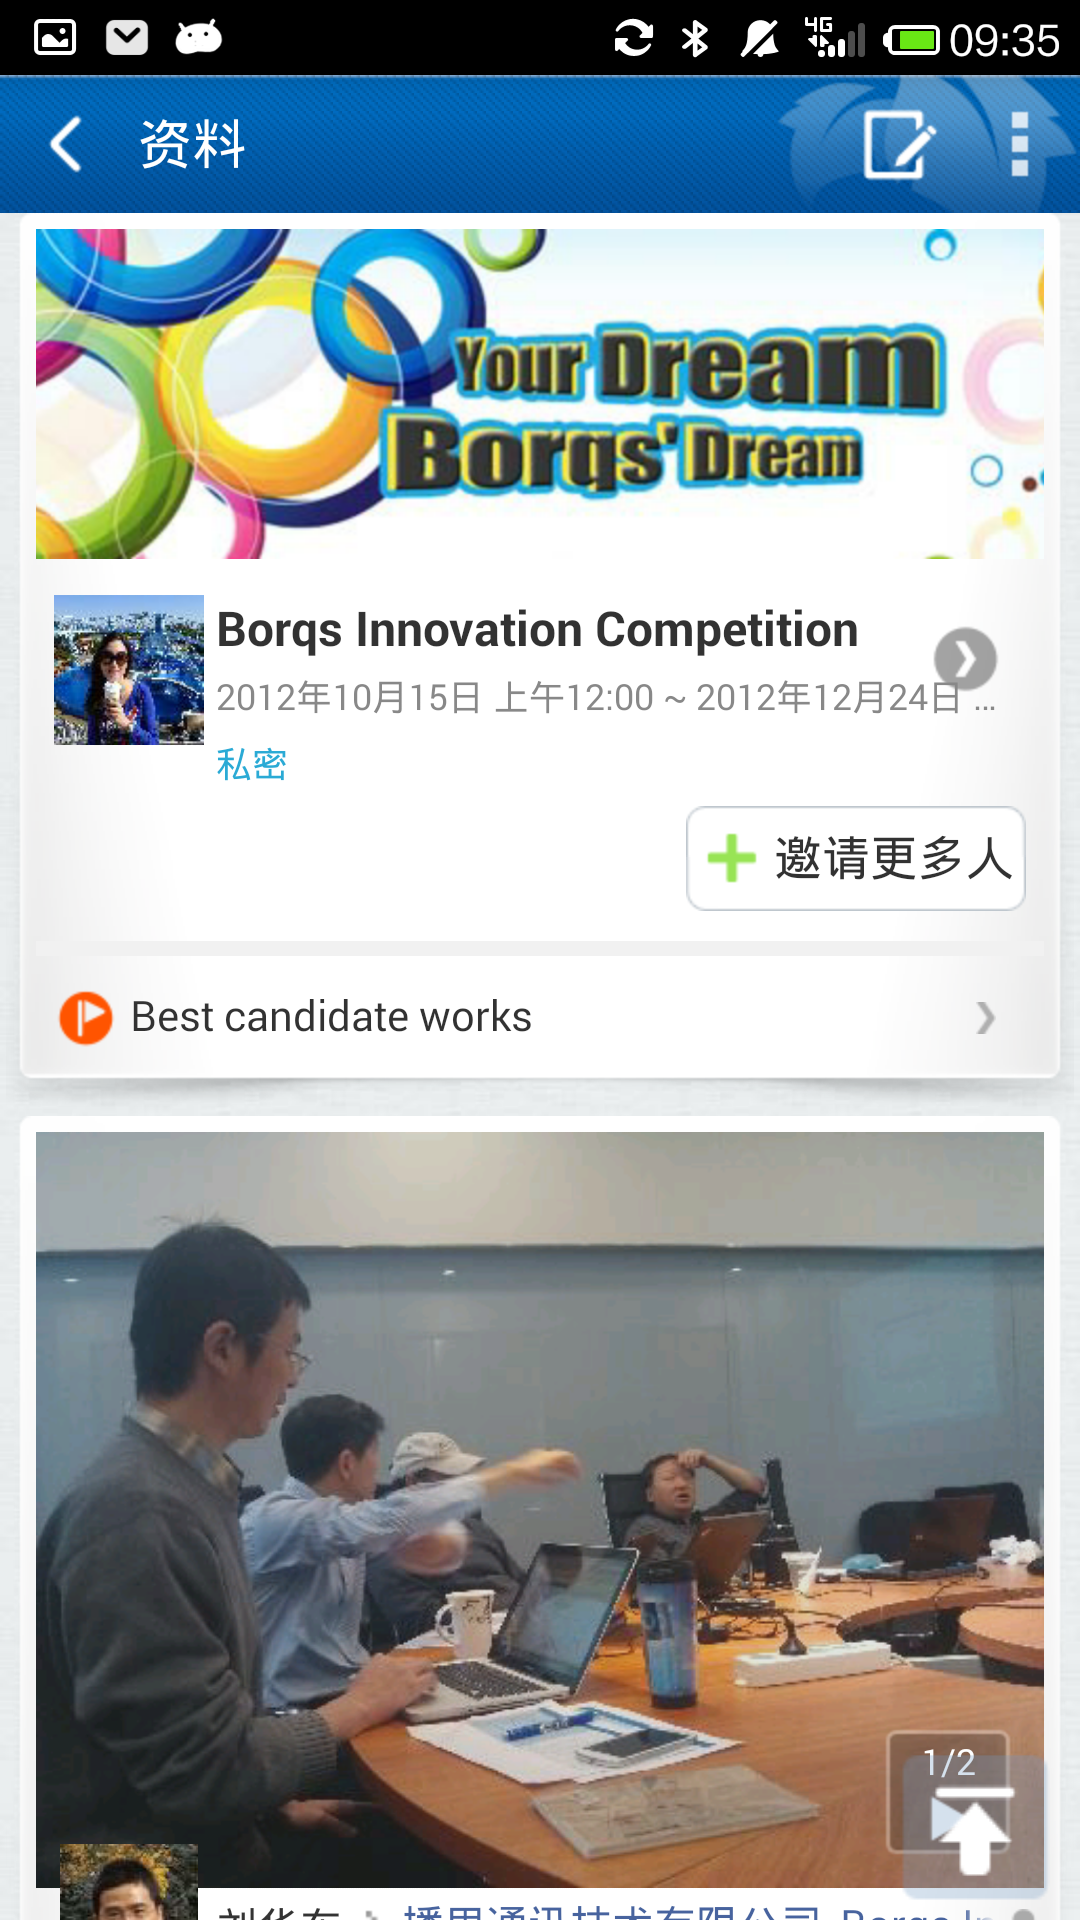 4G 09:35
资料
Your Dream
Borqs' Dream
Borqs Innovation Competition
2012年10月15日 上午12:00 ~ 2012年12月24日 ...
私密
邀请更多人
Best candidate works
1/2